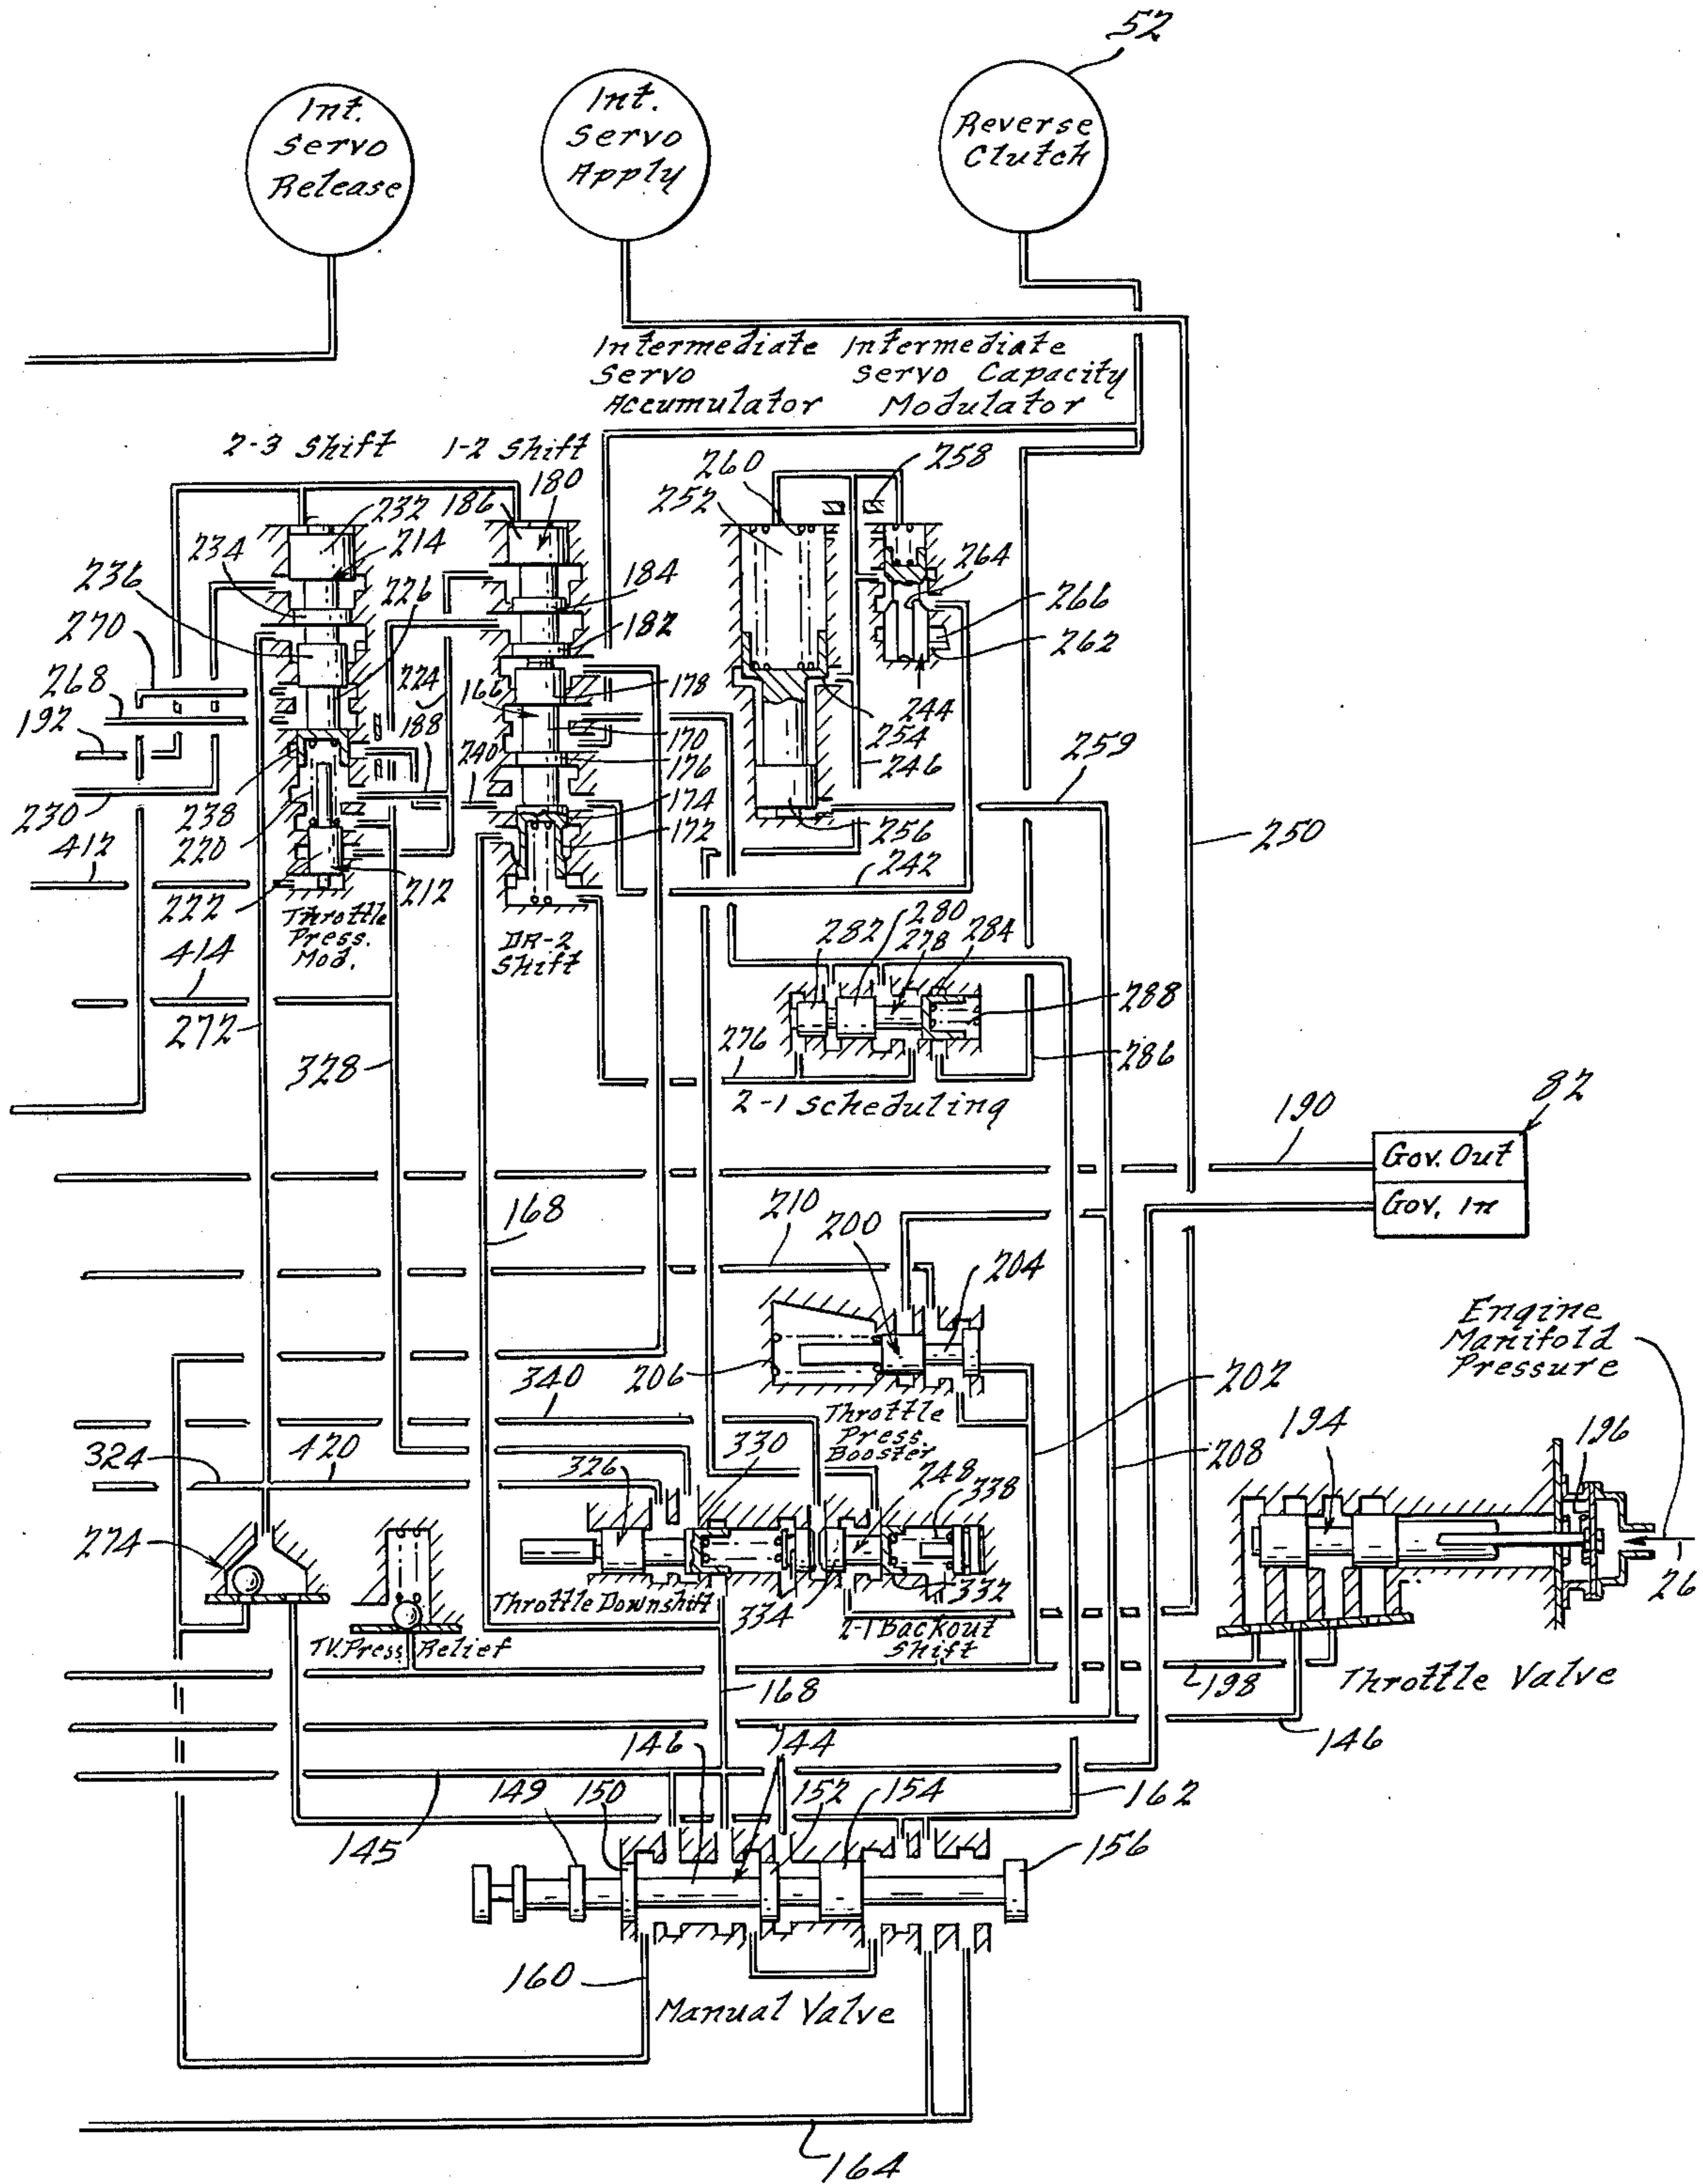 52
Int.
Servo
Release
Int.
Servo
Apply
Reverse
Clutch
Intermediate
Servo
Accumulator
Intermediate
Servo Capacity
Modulator
2-3 Shift
1-2 Shift
260
258
232
186
180
252
214
236
234
226
184
264
270
182
266
262
268
224
166
178
192
188
170
244
254
240
176
246
259
230
238
174
412
220
172
256
250
222
212
242
Throttle
Press.
Mod.
DR-2
Shift
282
280
278
284
414
288
272
276
286
328
2-1 Scheduling
82
190
Gov. Out
Gov. In
168
210
200
204
Engine
Manifold
Pressure
206
202
340
Throttle
Press.
Booster
194
324
420
330
208
196
326
248
338
274
Throttle Downshift
334
332
26
T.V. Press. Relief
2-1 Backout
Shift
168
198
Throttle Valve
146
144
146
149
150
152
154
162
145
156
160
Manual Valve
164